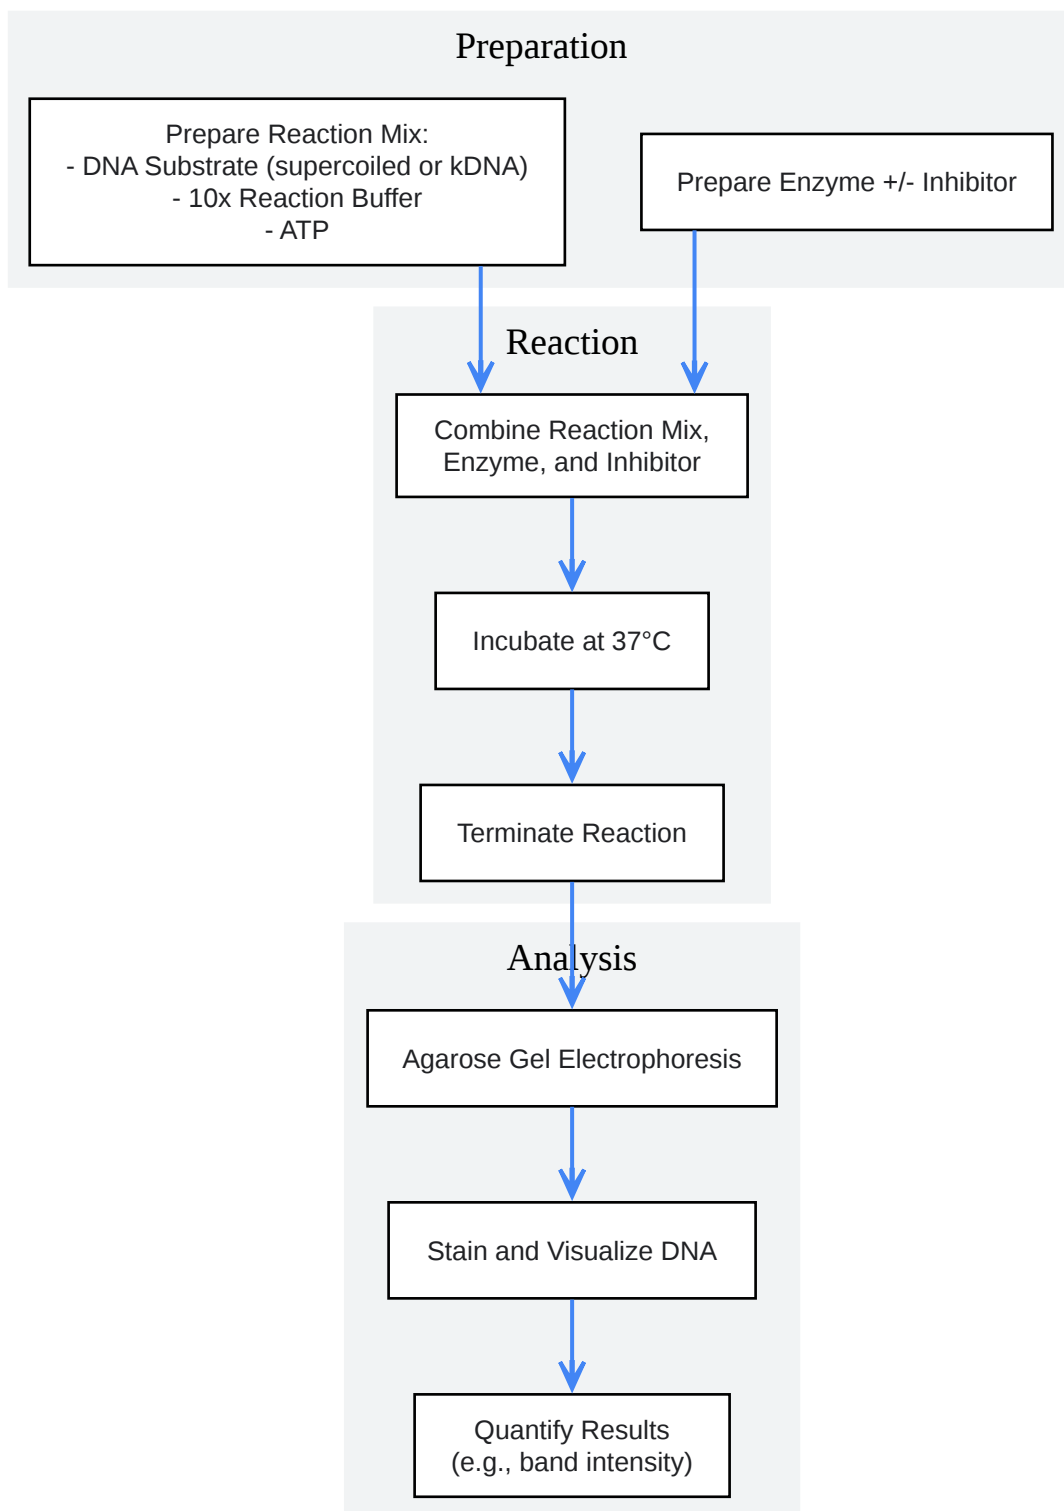 Preparation
Prepare Reaction Mix:
- DNA Substrate (supercoiled or kDNA)
- 10x Reaction Buffer
- ATP
Prepare Enzyme +/- Inhibitor
Reaction
Combine Reaction Mix,
Enzyme, and Inhibitor
Incubate at 37°C
Terminate Reaction
Analysis
Agarose Gel Electrophoresis
Stain and Visualize DNA
Quantify Results
(e.g., band intensity)